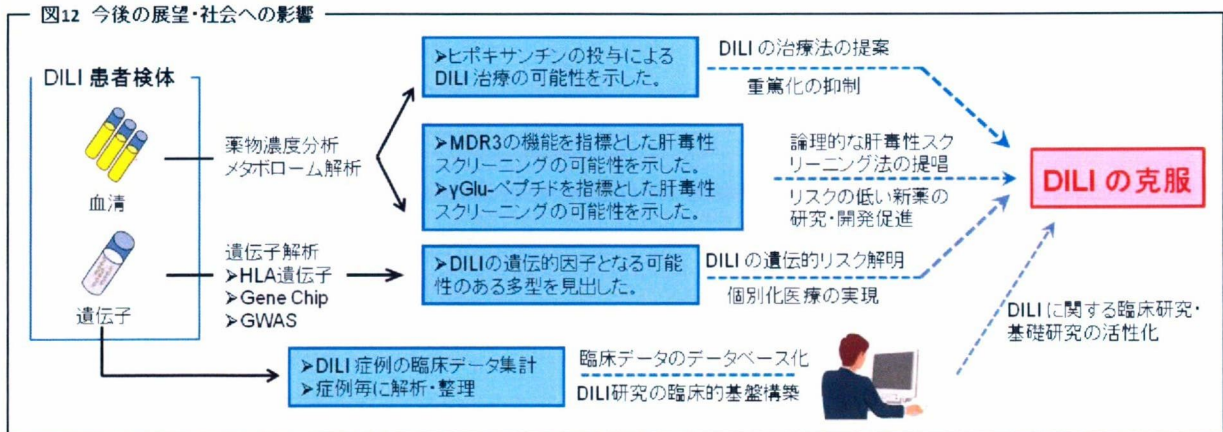 図12 今後の展望・社会への影響
DILI 患者検体
血清
遺伝子
薬物濃度分析
メタボローム解析
遺伝子解析
➢HLA遺伝子
➢Gene Chip
➢GWAS
➢ヒポキサンチンの投与による
DILI 治療の可能性を示した。
➢MDR3の機能を指標とした肝毒性
スクリーニングの可能性を示した。
➢γGlu-ペプチドを指標とした肝毒性
スクリーニングの可能性を示した。
➢DILIの遺伝的因子となる可能
性のある多型を見出した。
➢DILI 症例の臨床データ集計
➢症例毎に解析・整理
DILI の治療法の提案
重篤化の抑制
論理的な肝毒性スク
リーニング法の提唱
リスクの低い新薬の
研究・開発促進
DILI の遺伝的リスク解明
個別化医療の実現
臨床データのデータベース化
DILI研究の臨床的基盤構築
DILI に関する臨床研究・
基礎研究の活性化
DILI の克服